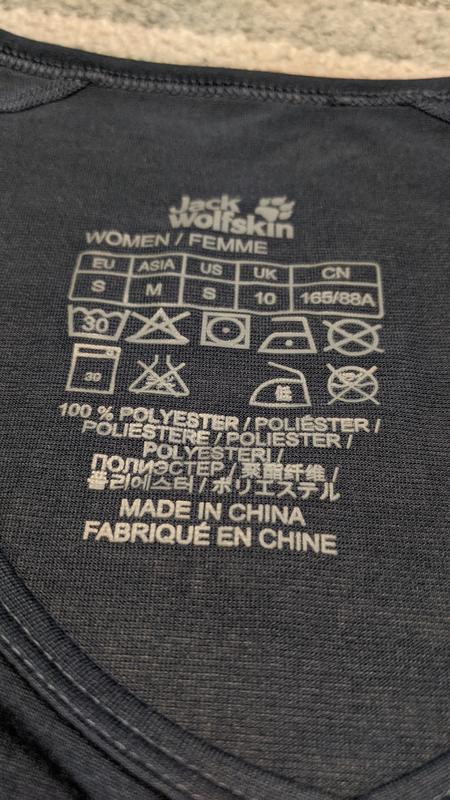 Jack
Wolfskin
WOMEN / FEMME
EU ASIA US UK CN
S M S 10 165/88A
30
30 低
100 % POLYESTER / POLIÉSTER /
POLIESTERE / POLIESTER /
POLYESTERI /
ПОЛИЭСТЕР / 聚酯纤维 /
폴리에스터 / ポリエステル
MADE IN CHINA
FABRIQUÉ EN CHINE